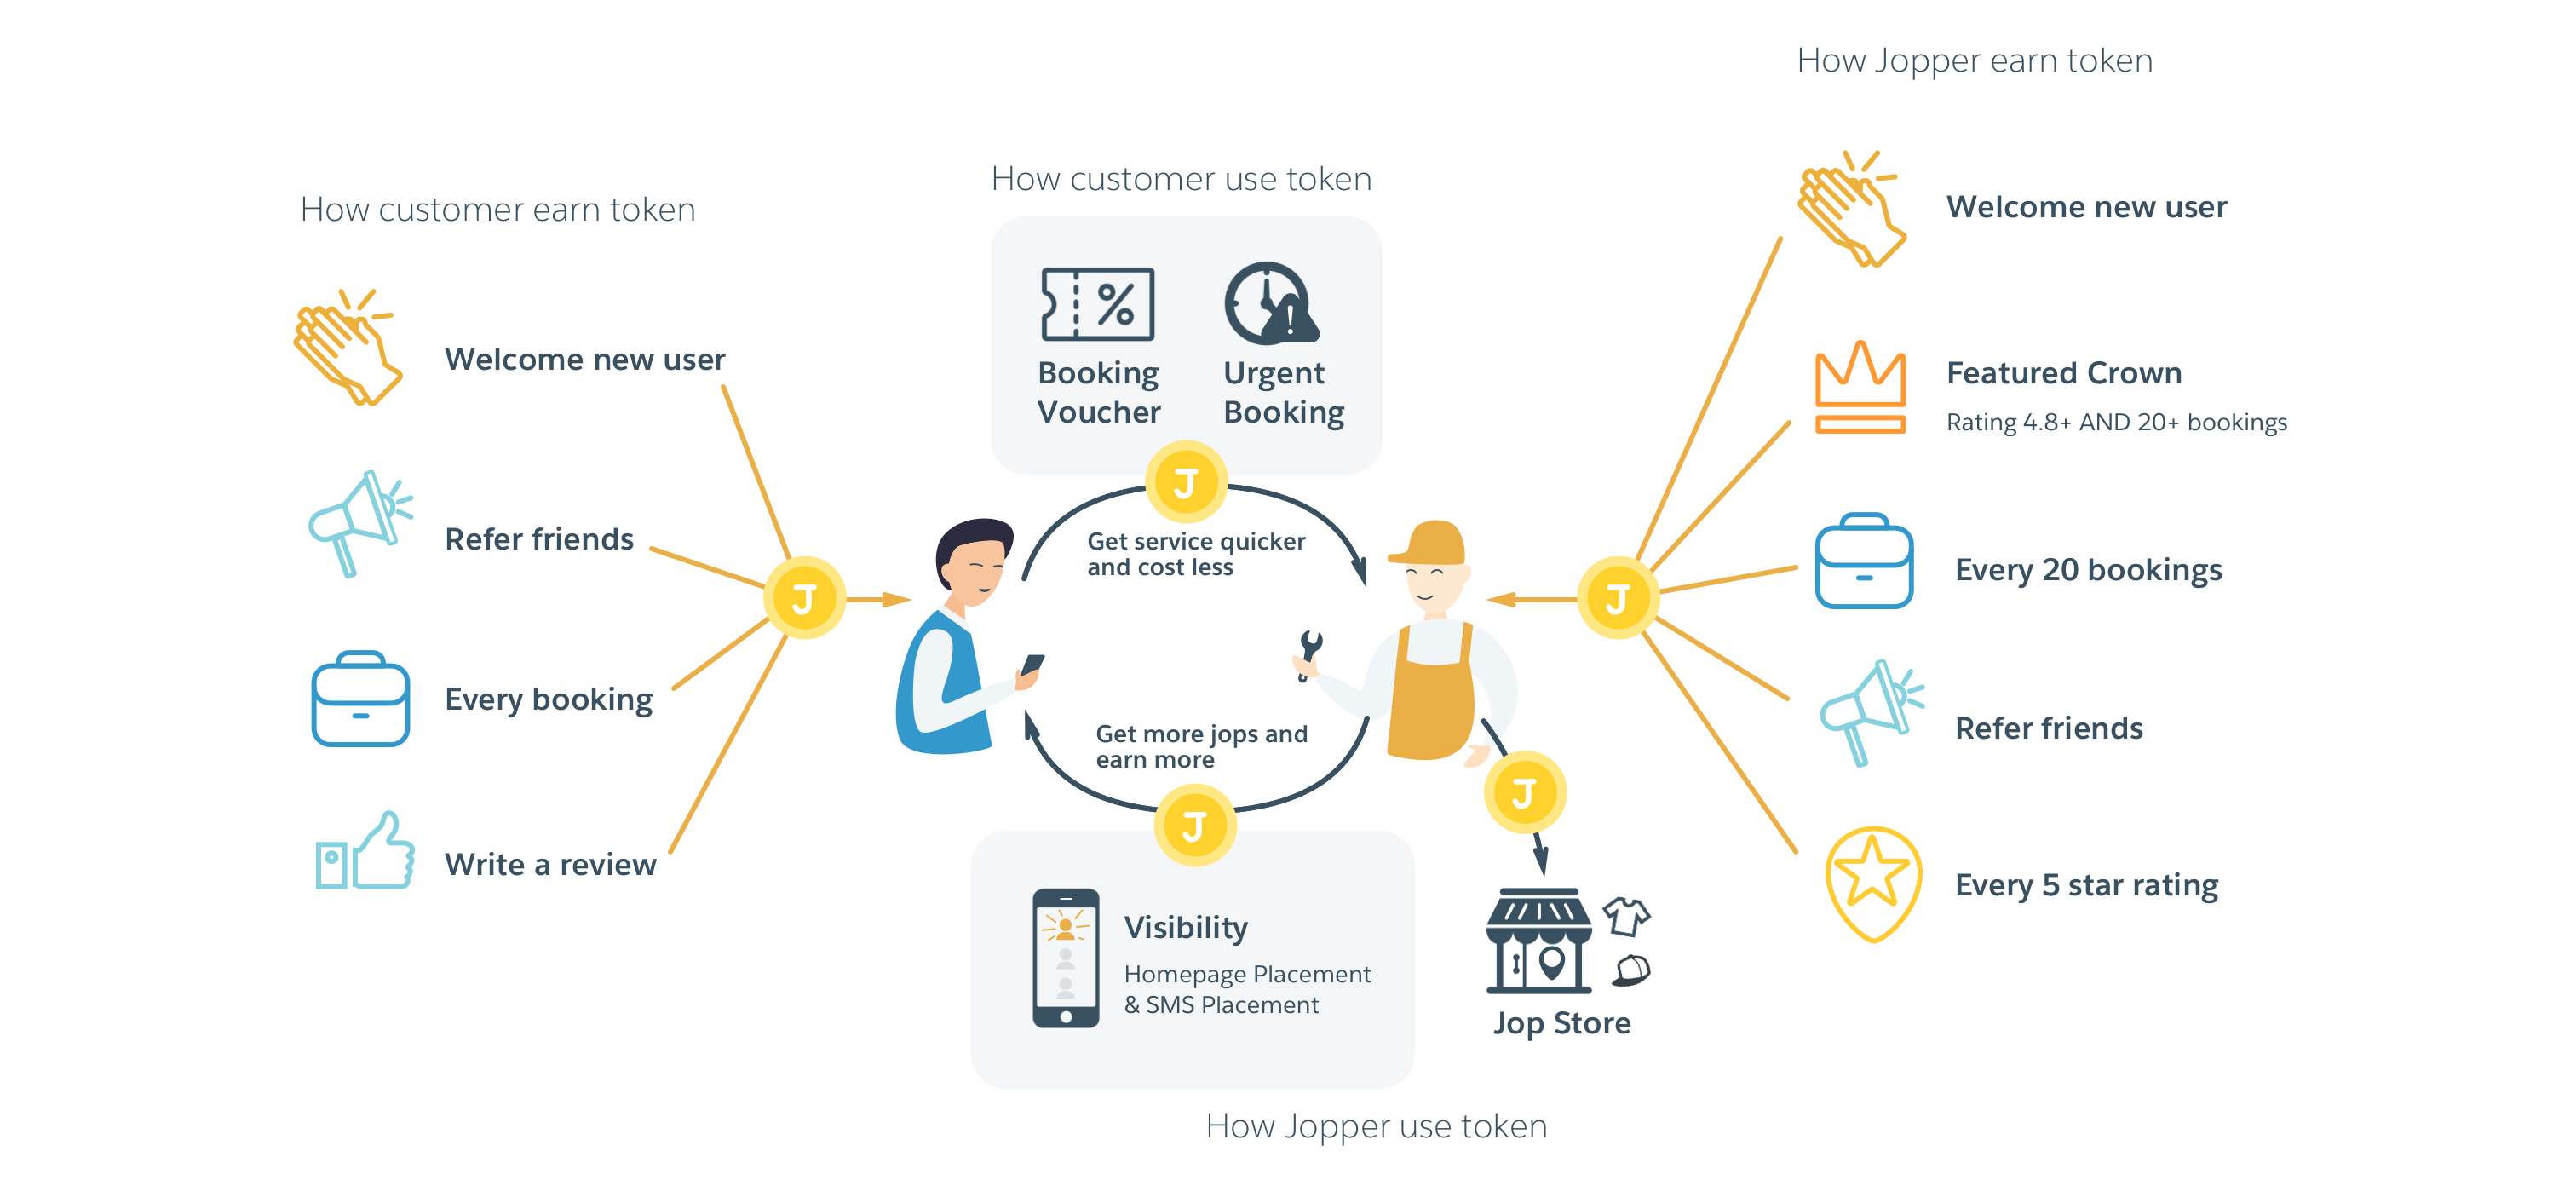 How customer earn token
Welcome new user
Refer friends
Every booking
Write a review
J
How customer use token
Booking
Voucher
Urgent
Booking
J
Get service quicker
and cost less
Get more jops and
earn more
J
Visibility
Homepage Placement
& SMS Placement
How Jopper use token
J
Jop Store
How Jopper earn token
Welcome new user
Featured Crown
Rating 4.8+ AND 20+ bookings
Every 20 bookings
Refer friends
Every 5 star rating
J